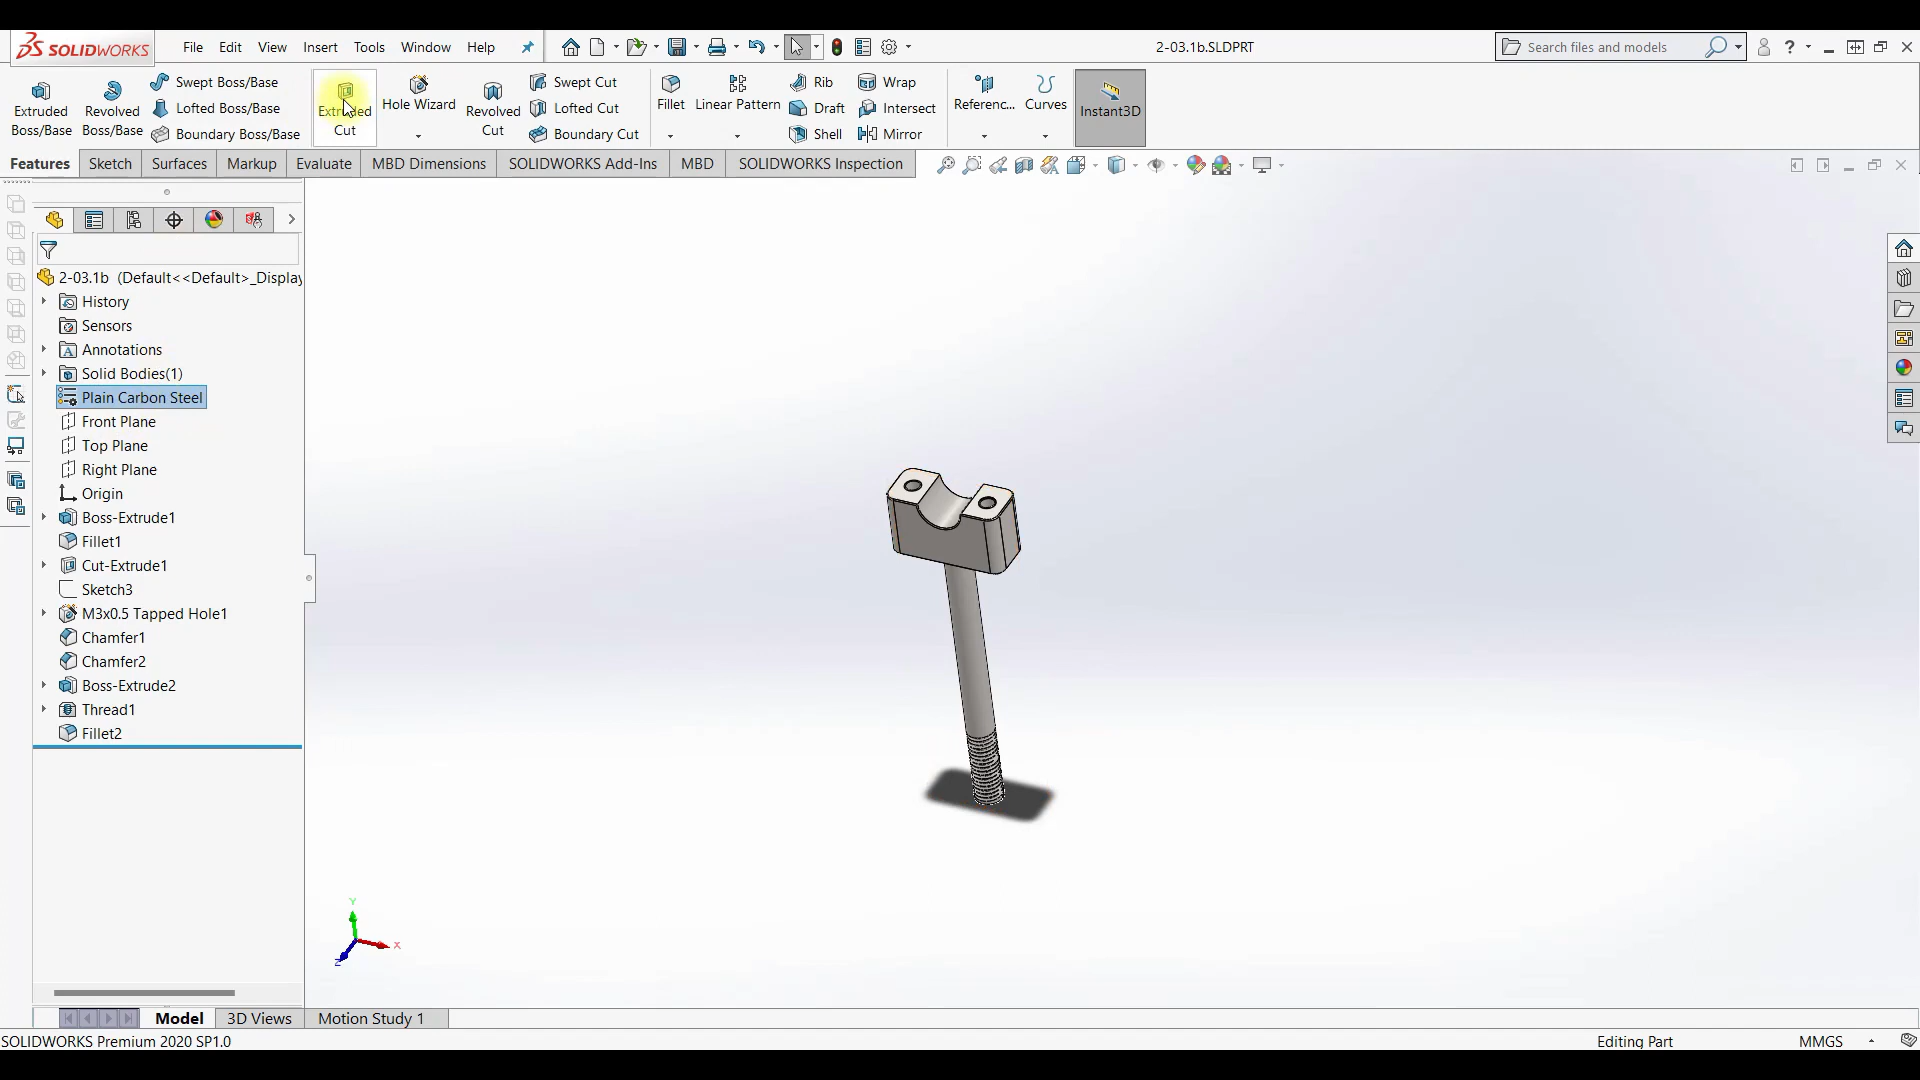 SOLIDWORKS File Edit View Insert Tools Window Help 2-03.1b.SLDPRT Search files and models
Extruded Boss/Base
Revolved Boss/Base
Swept Boss/Base
Lofted Boss/Base
Boundary Boss/Base
Extruded Cut
Hole Wizard
Revolved Cut
Swept Cut
Lofted Cut
Boundary Cut
Fillet
Linear Pattern
Rib
Draft
Shell
Wrap
Intersect
Mirror
Referenc...
Curves
Instant3D
Features Sketch Surfaces Markup Evaluate MBD Dimensions SOLIDWORKS Add-Ins MBD SOLIDWORKS Inspection
2-03.1b (Default<<Default>_Display
History
Sensors
Annotations
Solid Bodies(1)
Plain Carbon Steel
Front Plane
Top Plane
Right Plane
Origin
Boss-Extrude1
Fillet1
Cut-Extrude1
Sketch3
M3x0.5 Tapped Hole1
Chamfer1
Chamfer2
Boss-Extrude2
Thread1
Fillet2
Y
X
Z
Model 3D Views Motion Study 1
SOLIDWORKS Premium 2020 SP1.0 Editing Part MMGS